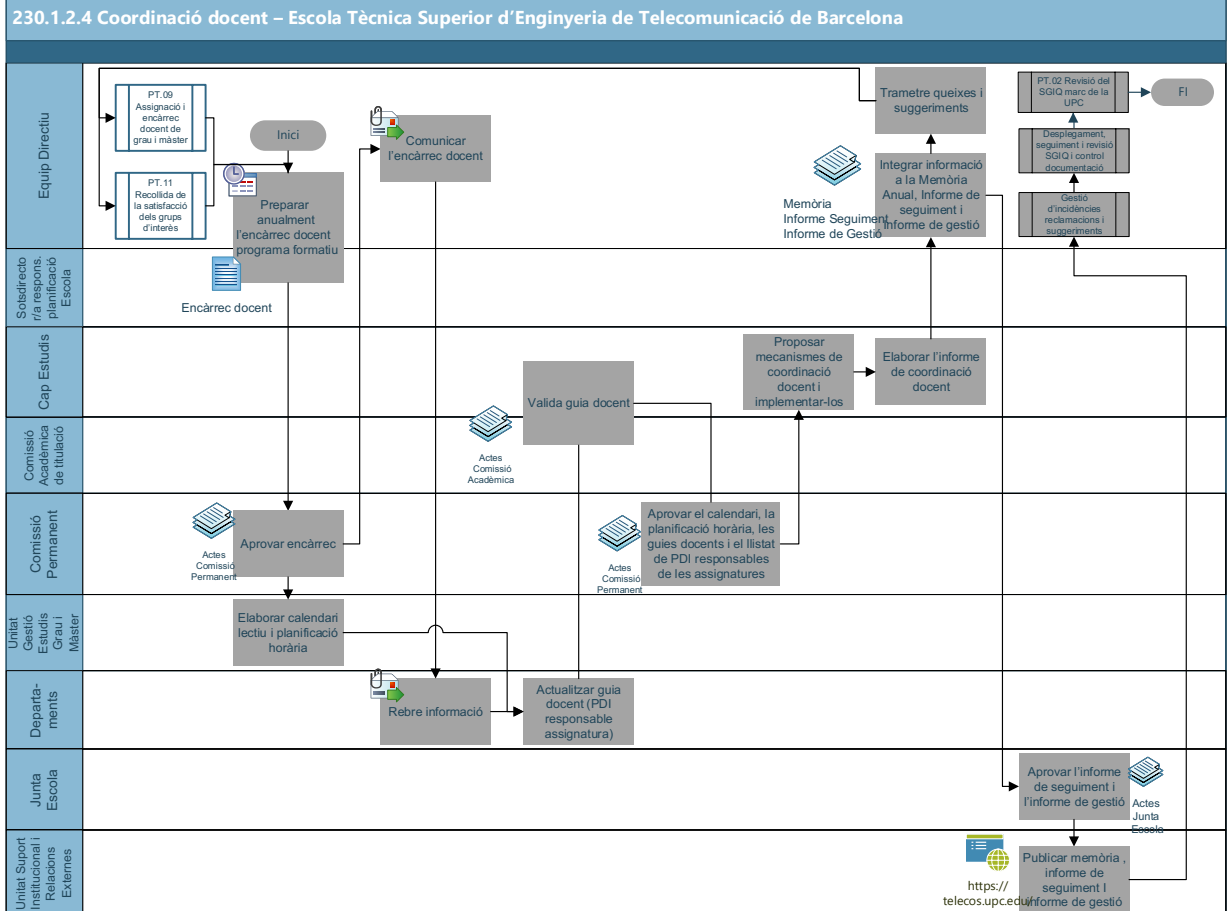 230.1.2.4 Coordinació docent – Escola Tècnica Superior d’Enginyeria de Telecomunicació de Barcelona
Equip Directiu
PT.09
Assignació i
encàrrec
docent de
grau i màster
PT.11
Recollida de
la satisfacció
dels grups
d’interès
Inici
Preparar
anualment
l’encàrrec docent
programa formatiu
Comunicar
l’encàrrec docent
Trametre queixes i
suggeriments
Integrar informació
a la Memòria
Anual, Informe de
seguiment i
Informe de gestió
Memòria
Informe Seguiment
Informe de Gestió
PT.02 Revisió del
SGIQ marc de la
UPC
FI
Desplegament,
seguiment i revisió
SGIQ i control
documentació
Gestió
d’incidències
reclamacions i
suggeriments
Sotsdirecto
r/a respons.
planificació
Escola
Encàrrec docent
Cap Estudis
Valida guia docent
Proposar
mecanismes de
coordinació
docent i
implementar-los
Elaborar l’informe
de coordinació
docent
Comissió
Acadèmica
de titulació
Actes
Comissió
Acadèmica
Comissió
Permanent
Actes
Comissió
Permanent
Aprovar encàrrec
Actes
Comissió
Permanent
Aprovar el calendari, la
planificació horària, les
guies docents i el llistat
de PDI responsables
de les assignatures
Unitat
Gestió
Estudis
Grau i
Màster
Elaborar calendari
lectiu i planificació
horària
Departa-
ments
Rebre informació
Actualitzar guia
docent (PDI
responsable
assignatura)
Junta
Escola
Aprovar l’informe
de seguiment i
l’informe de gestió
Actes
Junta
Escola
Unitat Suport
Institucional i
Relacions
Externes
https://
telecos.upc.edu/
Publicar memòria ,
informe de
seguiment I
informe de gestió